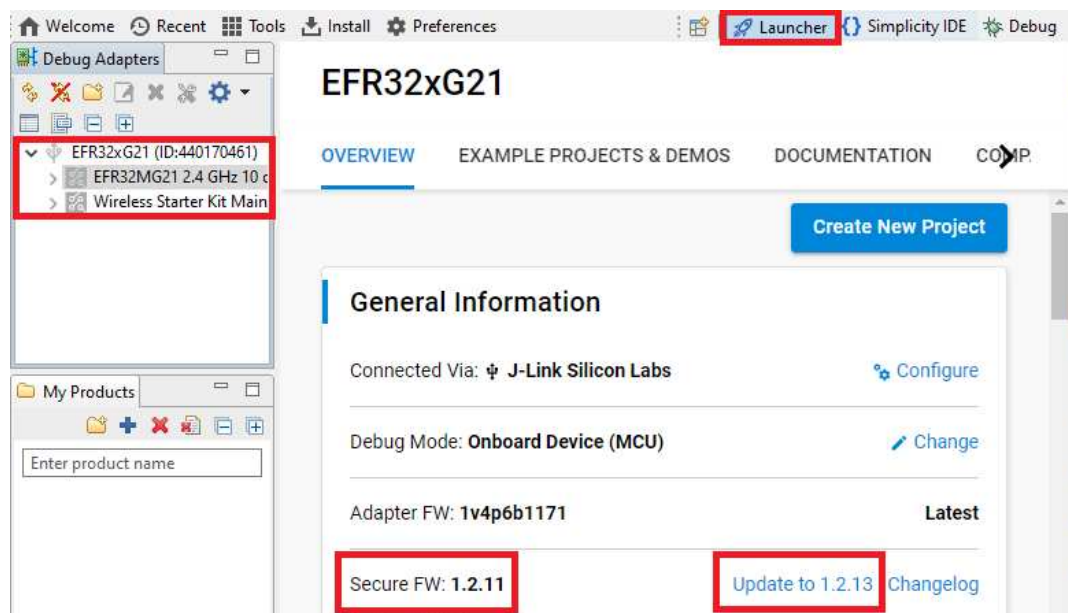 Welcome Recent Tools Install Preferences Launcher {} Simplicity IDE Debug
Debug Adapters
EFR32xG21 (ID:440170461)
EFR32MG21 2.4 GHz 10 d
Wireless Starter Kit Main
My Products
Enter product name
EFR32xG21
OVERVIEW EXAMPLE PROJECTS & DEMOS DOCUMENTATION COMP
Create New Project
General Information
Connected Via: J-Link Silicon Labs Configure
Debug Mode: Onboard Device (MCU) Change
Adapter FW: 1v4p6b1171 Latest
Secure FW: 1.2.11 Update to 1.2.13 Changelog